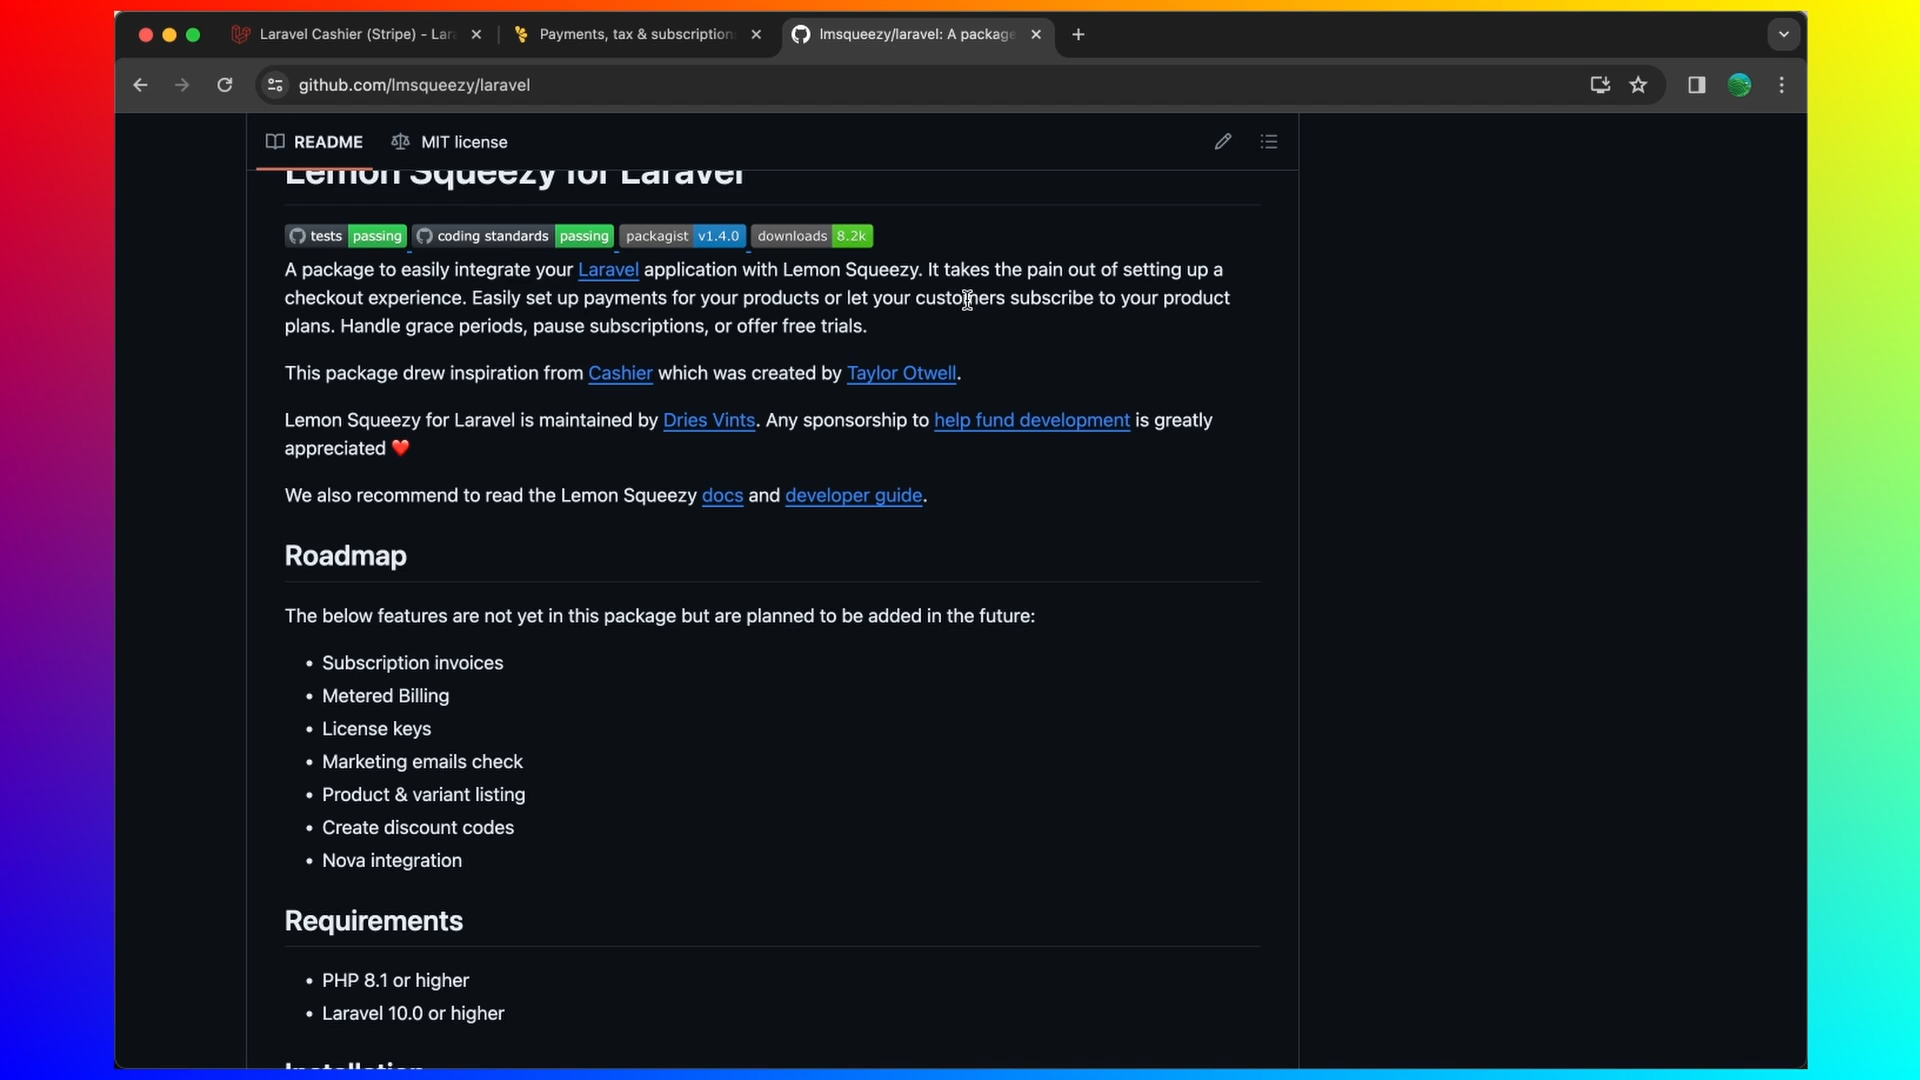 Laravel Cashier (Stripe) - Lar
Payments, tax & subscription
lmsqueezy/laravel: A package
github.com/lmsqueezy/laravel
README
MIT license
Lemon Squeezy for Laravel
tests passing coding standards passing packagist v1.4.0 downloads 8.2k
A package to easily integrate your Laravel application with Lemon Squeezy. It takes the pain out of setting up a
checkout experience. Easily set up payments for your products or let your customers subscribe to your product
plans. Handle grace periods, pause subscriptions, or offer free trials.
This package drew inspiration from Cashier which was created by Taylor Otwell.
Lemon Squeezy for Laravel is maintained by Dries Vints. Any sponsorship to help fund development is greatly
appreciated ❤️
We also recommend to read the Lemon Squeezy docs and developer guide.
Roadmap
The below features are not yet in this package but are planned to be added in the future:
• Subscription invoices
• Metered Billing
• License keys
• Marketing emails check
• Product & variant listing
• Create discount codes
• Nova integration
Requirements
• PHP 8.1 or higher
• Laravel 10.0 or higher
Installation